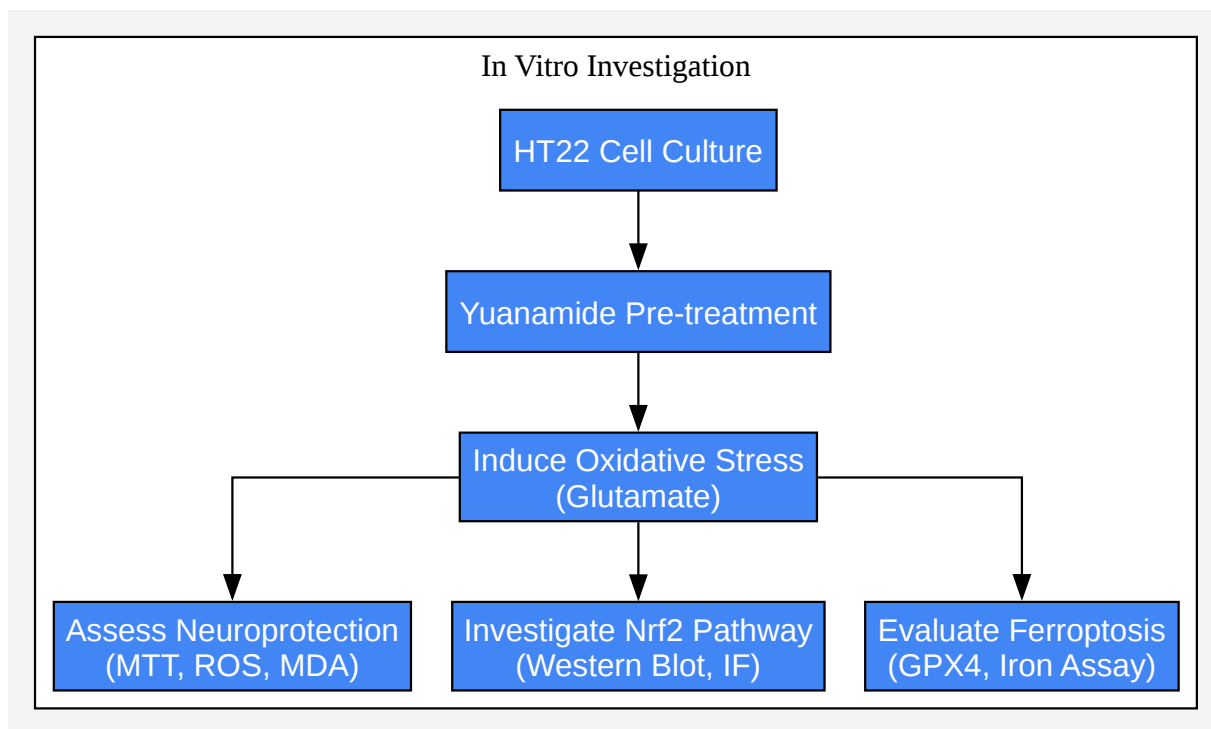 In Vitro Investigation
HT22 Cell Culture
Yuanamide Pre-treatment
Induce Oxidative Stress
(Glutamate)
Assess Neuroprotection
(MTT, ROS, MDA)
Investigate Nrf2 Pathway
(Western Blot, IF)
Evaluate Ferroptosis
(GPX4, Iron Assay)